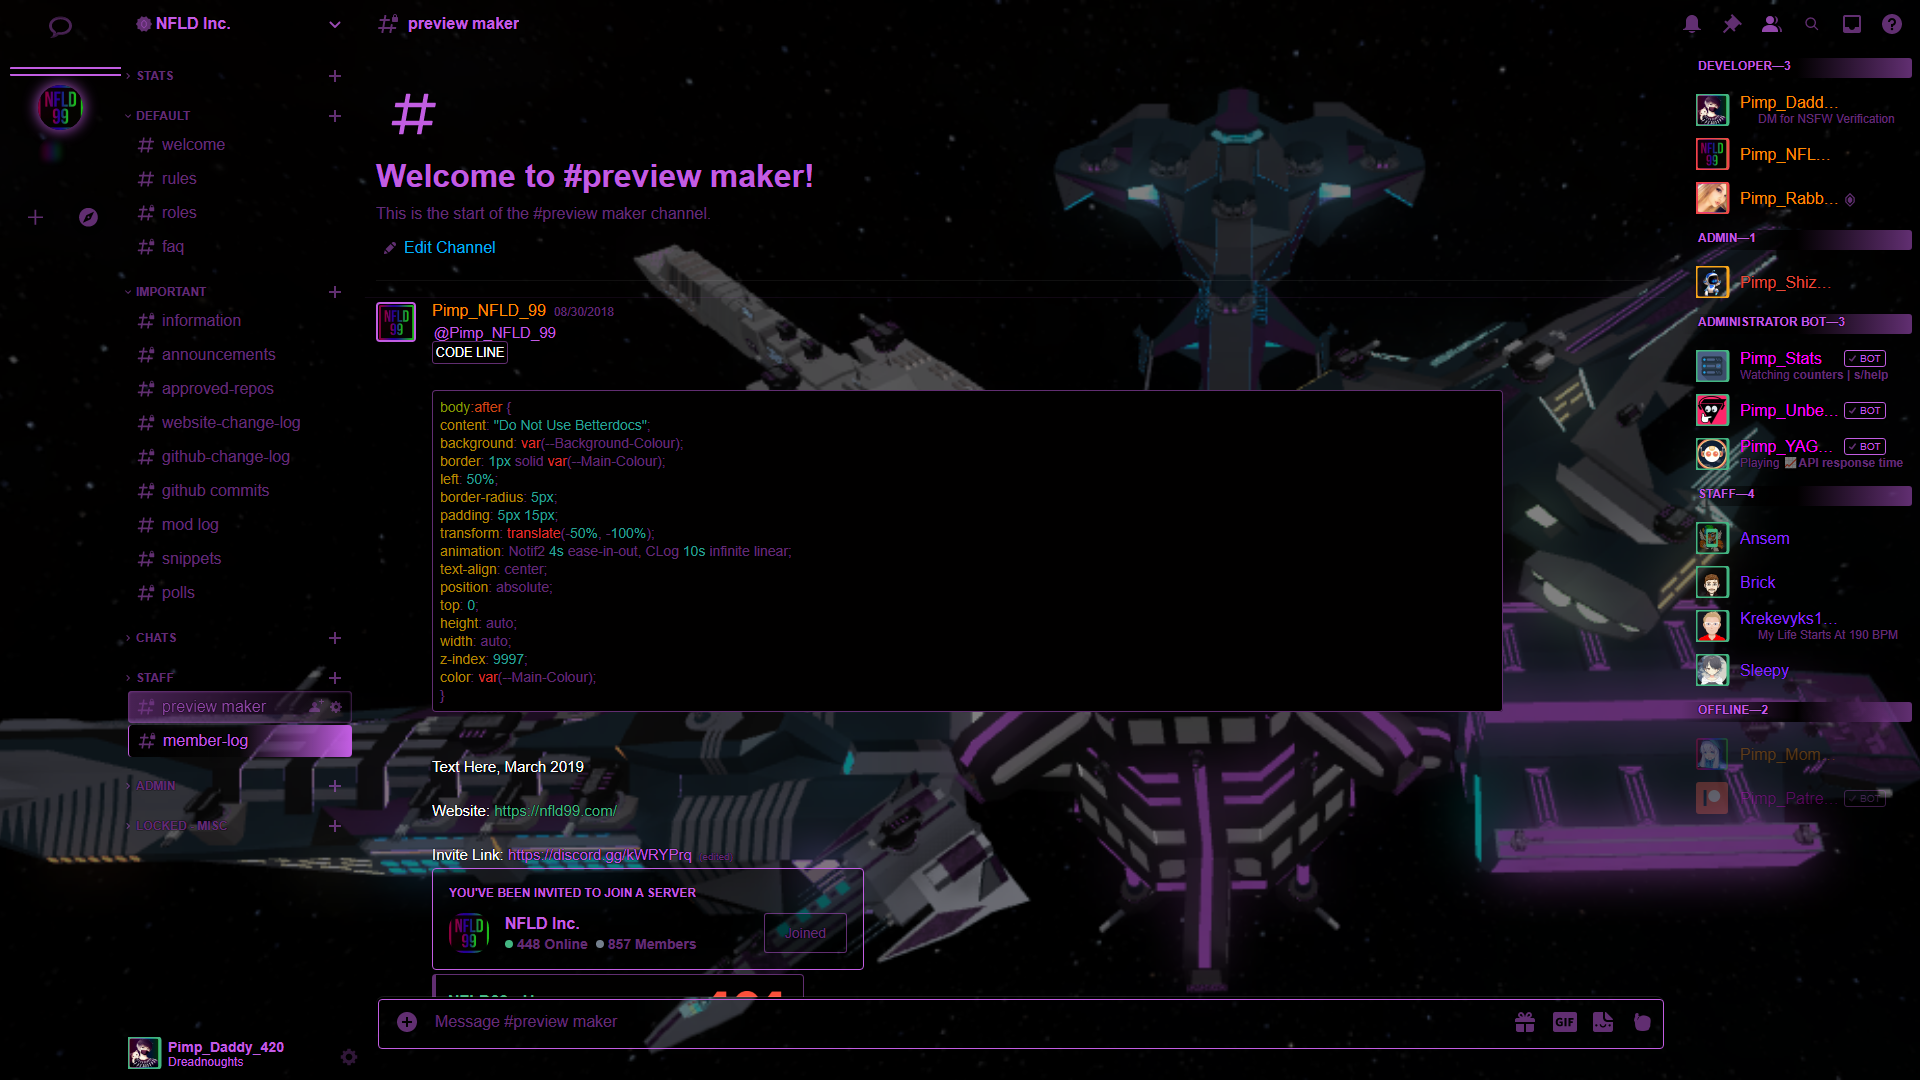 NFLD Inc.
STATS
DEFAULT
welcome
rules
roles
faq
IMPORTANT
information
announcements
approved-repos
website-change-log
github-change-log
github commits
mod log
snippets
polls
CHATS
STAFF
preview maker
member-log
ADMIN
LOCKED - MISC
Pimp_Daddy_420
Dreadnoughts
NFLD
99
preview maker
Welcome to #preview maker!
This is the start of the #preview maker channel.
Edit Channel
Pimp_NFLD_99 08/30/2018
@Pimp_NFLD_99
CODE LINE
body:after {
content: "Do Not Use Betterdocs";
background: var(--Background-Colour);
border: 1px solid var(--Main-Colour);
left: 50%;
border-radius: 5px;
padding: 5px 15px;
transform: translate(-50%, -100%);
animation: Notif2 4s ease-in-out, CLog 10s infinite linear;
text-align: center;
position: absolute;
top: 0;
height: auto;
width: auto;
z-index: 9997;
color: var(--Main-Colour);
}
Text Here, March 2019
Website: https://nfld99.com/
Invite Link: https://discord.gg/kWRYPrq (edited)
YOU'VE BEEN INVITED TO JOIN A SERVER
NFLD Inc.
448 Online 857 Members
Joined
Message #preview maker
GIF
DEVELOPER—3
Pimp_Dadd...
DM for NSFW Verification
Pimp_NFL...
Pimp_Rabb...
ADMIN—1
Pimp_Shiz...
ADMINISTRATOR BOT—3
Pimp_Stats ✓ BOT
Watching counters | s/help
Pimp_Unbe... ✓ BOT
Pimp_YAG... ✓ BOT
Playing API response time
STAFF—4
Ansem
Brick
Krekevyks1...
My Life Starts At 190 BPM
Sleepy
OFFLINE—2
Pimp_Mom...
Pimp_Patre... ✓ BOT